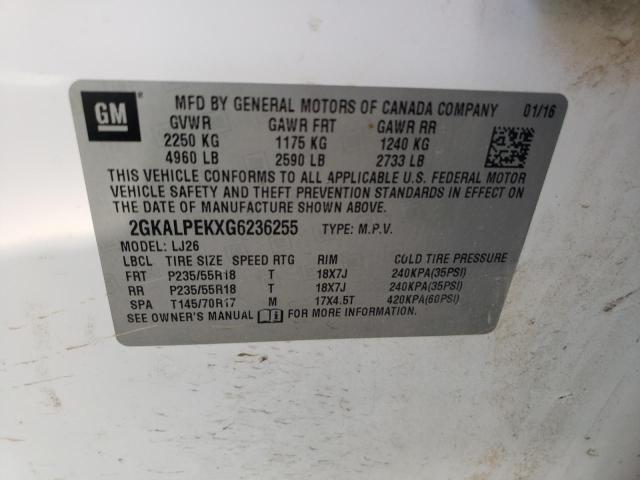 GM ® MFD BY GENERAL MOTORS OF CANADA COMPANY 01/16
GVWR GAWR FRT GAWR RR
2250 KG 1175 KG 1240 KG
4960 LB 2590 LB 2733 LB
THIS VEHICLE CONFORMS TO ALL APPLICABLE U.S. FEDERAL MOTOR
VEHICLE SAFETY AND THEFT PREVENTION STANDARDS IN EFFECT ON
THE DATE OF MANUFACTURE SHOWN ABOVE.
2GKALPEKXG6236255 TYPE: M.P.V.
MODEL: LJ26
LBCL TIRE SIZE SPEED RTG RIM COLD TIRE PRESSURE
FRT P235/55R18 T 18X7J 240KPA(35PSI)
RR P235/55R18 T 18X7J 240KPA(35PSI)
SPA T145/70R17 M 17X4.5T 420KPA(60PSI)
SEE OWNER'S MANUAL FOR MORE INFORMATION.